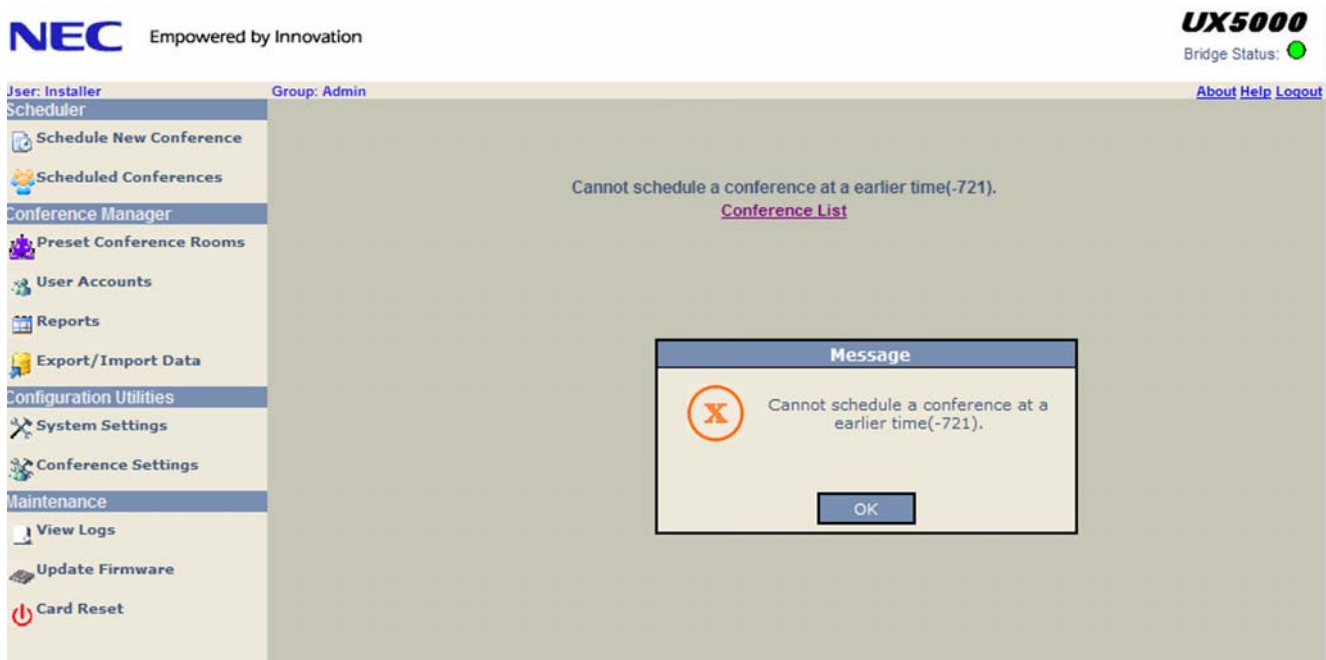 NEC Empowered by Innovation
UX5000
Bridge Status:
User: Installer Group: Admin About Help Logout
Scheduler
Schedule New Conference
Scheduled Conferences
Conference Manager
Preset Conference Rooms
User Accounts
Reports
Export/Import Data
Configuration Utilities
System Settings
Conference Settings
Maintenance
View Logs
Update Firmware
Card Reset
Cannot schedule a conference at a earlier time(-721).
Conference List
Message
X
Cannot schedule a conference at a
earlier time(-721).
OK